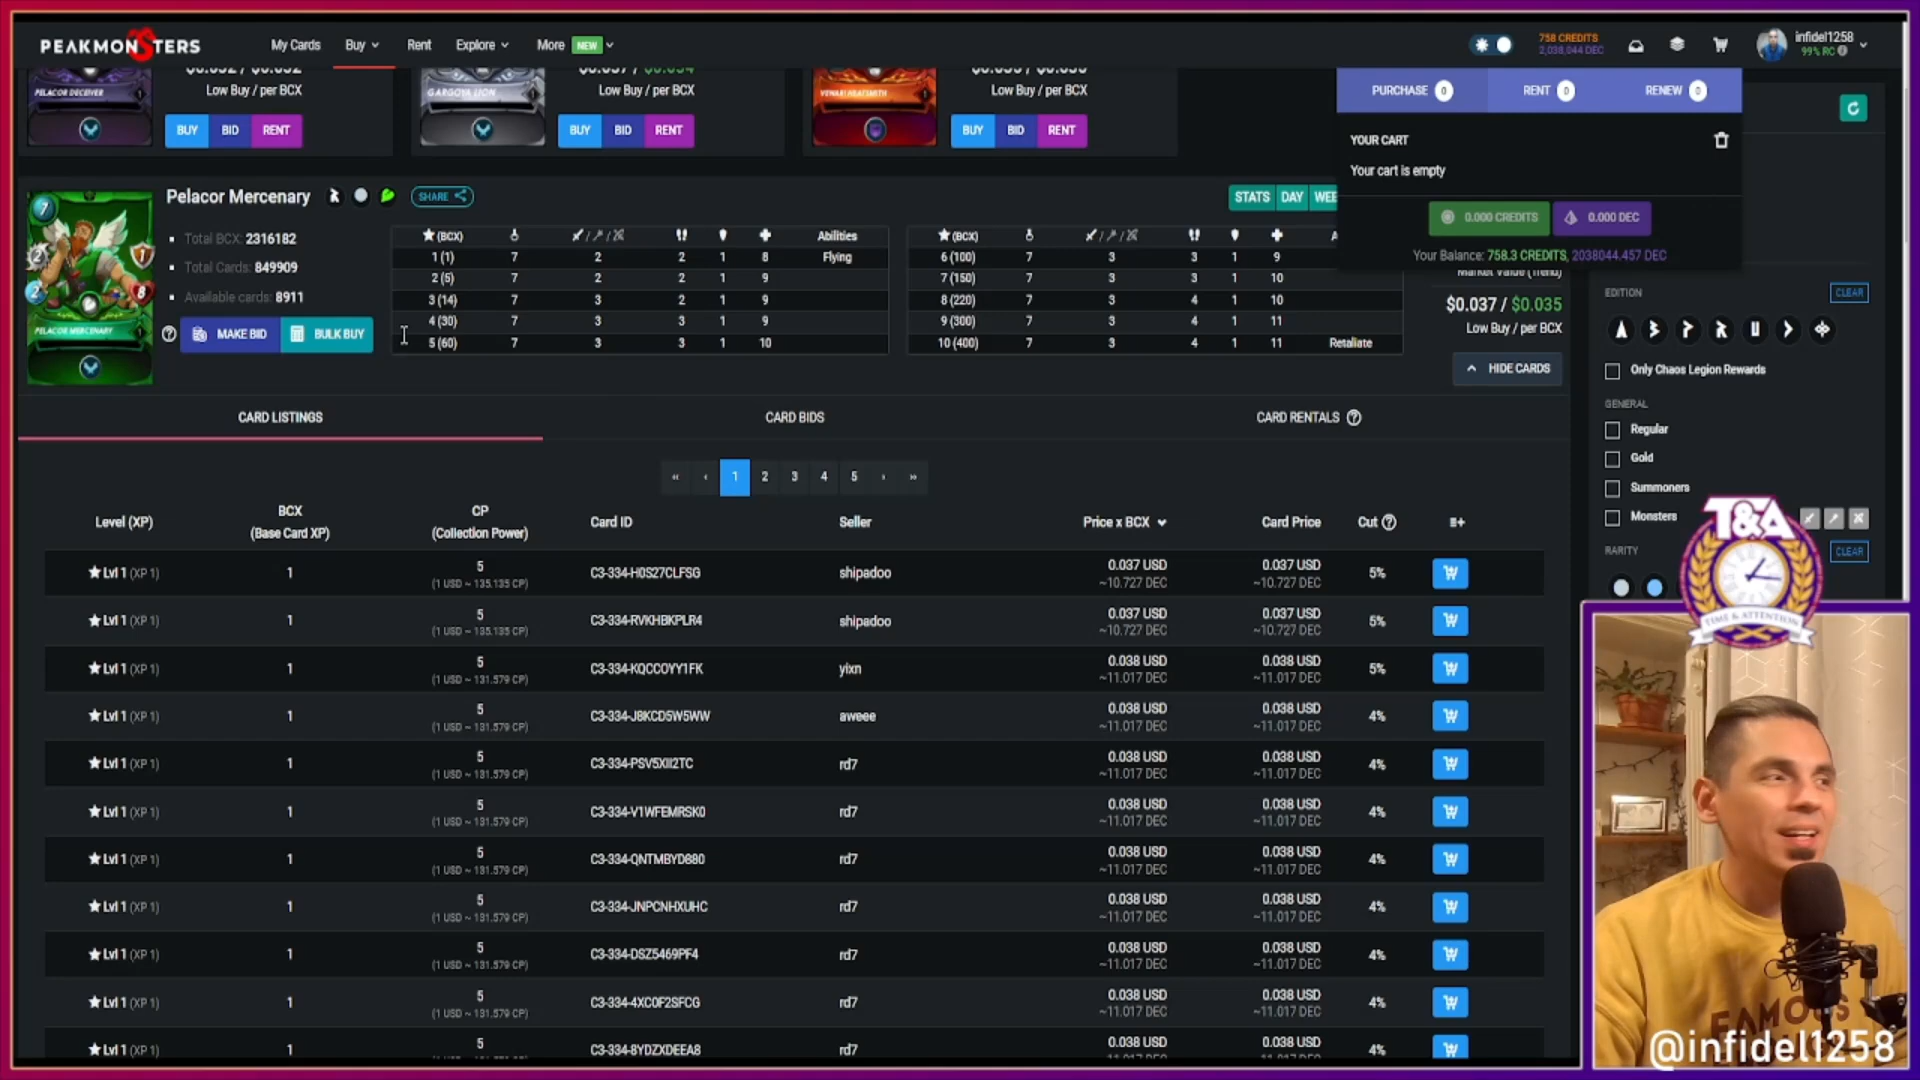 PEAKMONSTERS
My Cards
Buy
Rent
Explore
More NEW
758 CREDITS
2,038,044 DEC
infidel1258
99% RC
PELACOR DECEIVER
Low Buy / per BCX
BUY BID RENT
GARGOYA LION
Low Buy / per BCX
BUY BID RENT
VENARI HEATSMITH
Low Buy / per BCX
BUY BID RENT
PURCHASE 0
RENT 0
RENEW 0
YOUR CART
Your cart is empty
0.000 CREDITS
0.000 DEC
Your Balance: 758.3 CREDITS, 2038044.457 DEC
7
2
1
2
8
PELACOR MERCENARY
Pelacor Mercenary
SHARE
STATS DAY
Total BCX: 2316182
Total Cards: 849909
Available cards: 8911
MAKE BID
BULK BUY
(BCX) Abilities
1 (1) 7 2 2 1 8 Flying
2 (5) 7 2 2 1 9
3 (14) 7 3 2 1 9
4 (30) 7 3 3 1 9
5 (60) 7 3 3 1 10
(BCX)
6 (100) 7 3 3 1 9
7 (150) 7 3 3 1 10
8 (220) 7 3 4 1 10
9 (300) 7 3 4 1 11
10 (400) 7 3 4 1 11 Retaliate
Market Value (Trend)
$0.037 / $0.035
Low Buy / per BCX
HIDE CARDS
EDITION
CLEAR
Only Chaos Legion Rewards
GENERAL
Regular
Gold
Summoners
Monsters
RARITY
CLEAR
CARD LISTINGS
CARD BIDS
CARD RENTALS ?
« ‹ 1 2 3 4 5 › »
Level (XP)
BCX
(Base Card XP)
CP
(Collection Power)
Card ID
Seller
Price x BCX
Card Price
Cut ?
Lvl 1 (XP 1) 1 5 C3-334-H0S27CLFSG shipadoo 0.037 USD 0.037 USD 5%
(1 USD ~ 135.135 CP) ~10.727 DEC ~10.727 DEC
Lvl 1 (XP 1) 1 5 C3-334-RVKHBKPLR4 shipadoo 0.037 USD 0.037 USD 5%
(1 USD ~ 135.135 CP) ~10.727 DEC ~10.727 DEC
Lvl 1 (XP 1) 1 5 C3-334-KQCCOYY1FK yixn 0.038 USD 0.038 USD 5%
(1 USD ~ 131.579 CP) ~11.017 DEC ~11.017 DEC
Lvl 1 (XP 1) 1 5 C3-334-J8KCD5W5WW aweee 0.038 USD 0.038 USD 4%
(1 USD ~ 131.579 CP) ~11.017 DEC ~11.017 DEC
Lvl 1 (XP 1) 1 5 C3-334-PSV5XII2TC rd7 0.038 USD 0.038 USD 4%
(1 USD ~ 131.579 CP) ~11.017 DEC ~11.017 DEC
Lvl 1 (XP 1) 1 5 C3-334-V1WFEMRSK0 rd7 0.038 USD 0.038 USD 4%
(1 USD ~ 131.579 CP) ~11.017 DEC ~11.017 DEC
Lvl 1 (XP 1) 1 5 C3-334-QNTMBYD880 rd7 0.038 USD 0.038 USD 4%
(1 USD ~ 131.579 CP) ~11.017 DEC ~11.017 DEC
Lvl 1 (XP 1) 1 5 C3-334-JNPCNHXUHC rd7 0.038 USD 0.038 USD 4%
(1 USD ~ 131.579 CP) ~11.017 DEC ~11.017 DEC
Lvl 1 (XP 1) 1 5 C3-334-DSZ5469PF4 rd7 0.038 USD 0.038 USD 4%
(1 USD ~ 131.579 CP) ~11.017 DEC ~11.017 DEC
Lvl 1 (XP 1) 1 5 C3-334-4XC0F2SFCG rd7 0.038 USD 0.038 USD 4%
(1 USD ~ 131.579 CP) ~11.017 DEC ~11.017 DEC
Lvl 1 (XP 1) 1 5 C3-334-8YDZXDEEA8 rd7 0.038 USD 0.038 USD 4%
T&A
TIME & ATTENTION
FAMOUS
@infidel1258